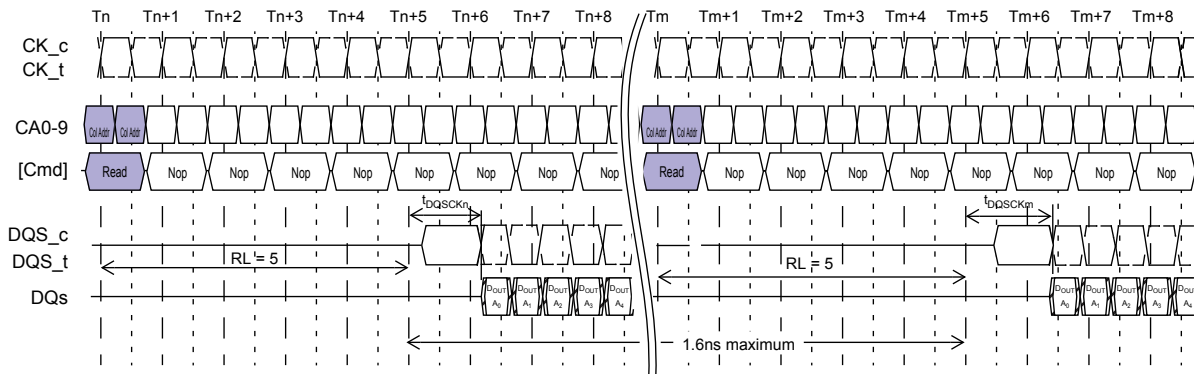 Tn Tn+1 Tn+2 Tn+3 Tn+4 Tn+5 Tn+6 Tn+7 Tn+8 Tm Tm+1 Tm+2 Tm+3 Tm+4 Tm+5 Tm+6 Tm+7 Tm+8
CK_c
CK_t
CA0-9 Col Addr Col Addr Col Addr Col Addr
[Cmd] Read Nop Nop Nop Nop Nop Nop Nop Nop Read Nop Nop Nop Nop Nop Nop Nop Nop
tDQSCKn tDQSCKm
DQS_c
DQS_t RL = 5 RL = 5
DQs DOUT A0 DOUT A1 DOUT A2 DOUT A3 DOUT A4 DOUT A0 DOUT A1 DOUT A2 DOUT A3 DOUT A4
1.6ns maximum